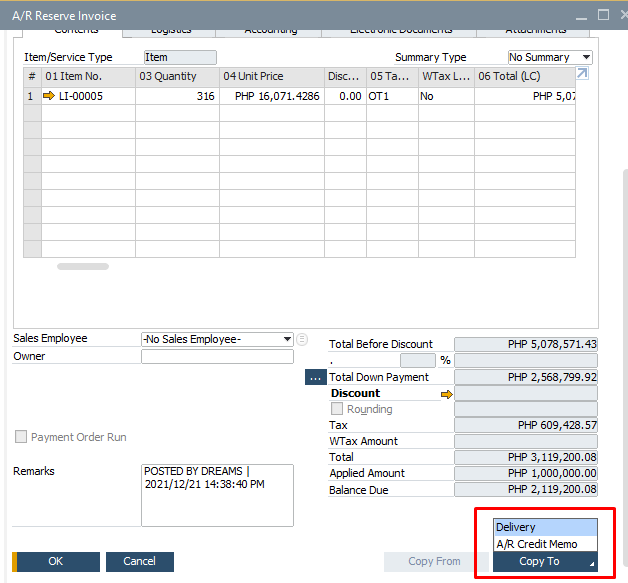 A/R Reserve Invoice
Contents Logistics Accounting Electronic Documents Attachments
Item/Service Type Item Summary Type No Summary
# 01 Item No. 03 Quantity 04 Unit Price Disc... 05 Ta... WTax L... 06 Total (LC)
1 LI-00005 316 PHP 16,071.4286 0.00 OT1 No PHP 5,07
Sales Employee -No Sales Employee-
Owner
Total Before Discount PHP 5,078,571.43
. %
... Total Down Payment PHP 2,568,799.92
Discount
Rounding
Tax PHP 609,428.57
Payment Order Run
WTax Amount
Total PHP 3,119,200.08
Remarks POSTED BY DREAMS |
2021/12/21 14:38:40 PM
Applied Amount PHP 1,000,000.00
Balance Due PHP 2,119,200.08
Delivery
A/R Credit Memo
OK Cancel Copy From Copy To